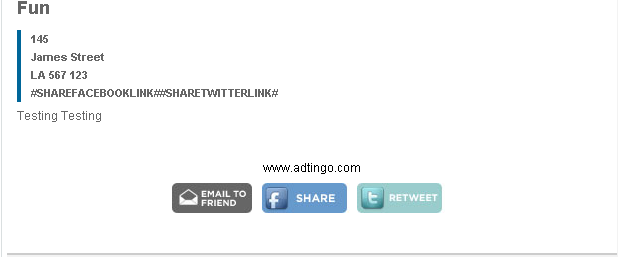 Fun
145
James Street
LA 567 123
#SHAREFACEBOOKLINK##SHARETWITTERLINK#
Testing Testing
www.adtingo.com
EMAIL TO
FRIEND
f SHARE
t RETWEET